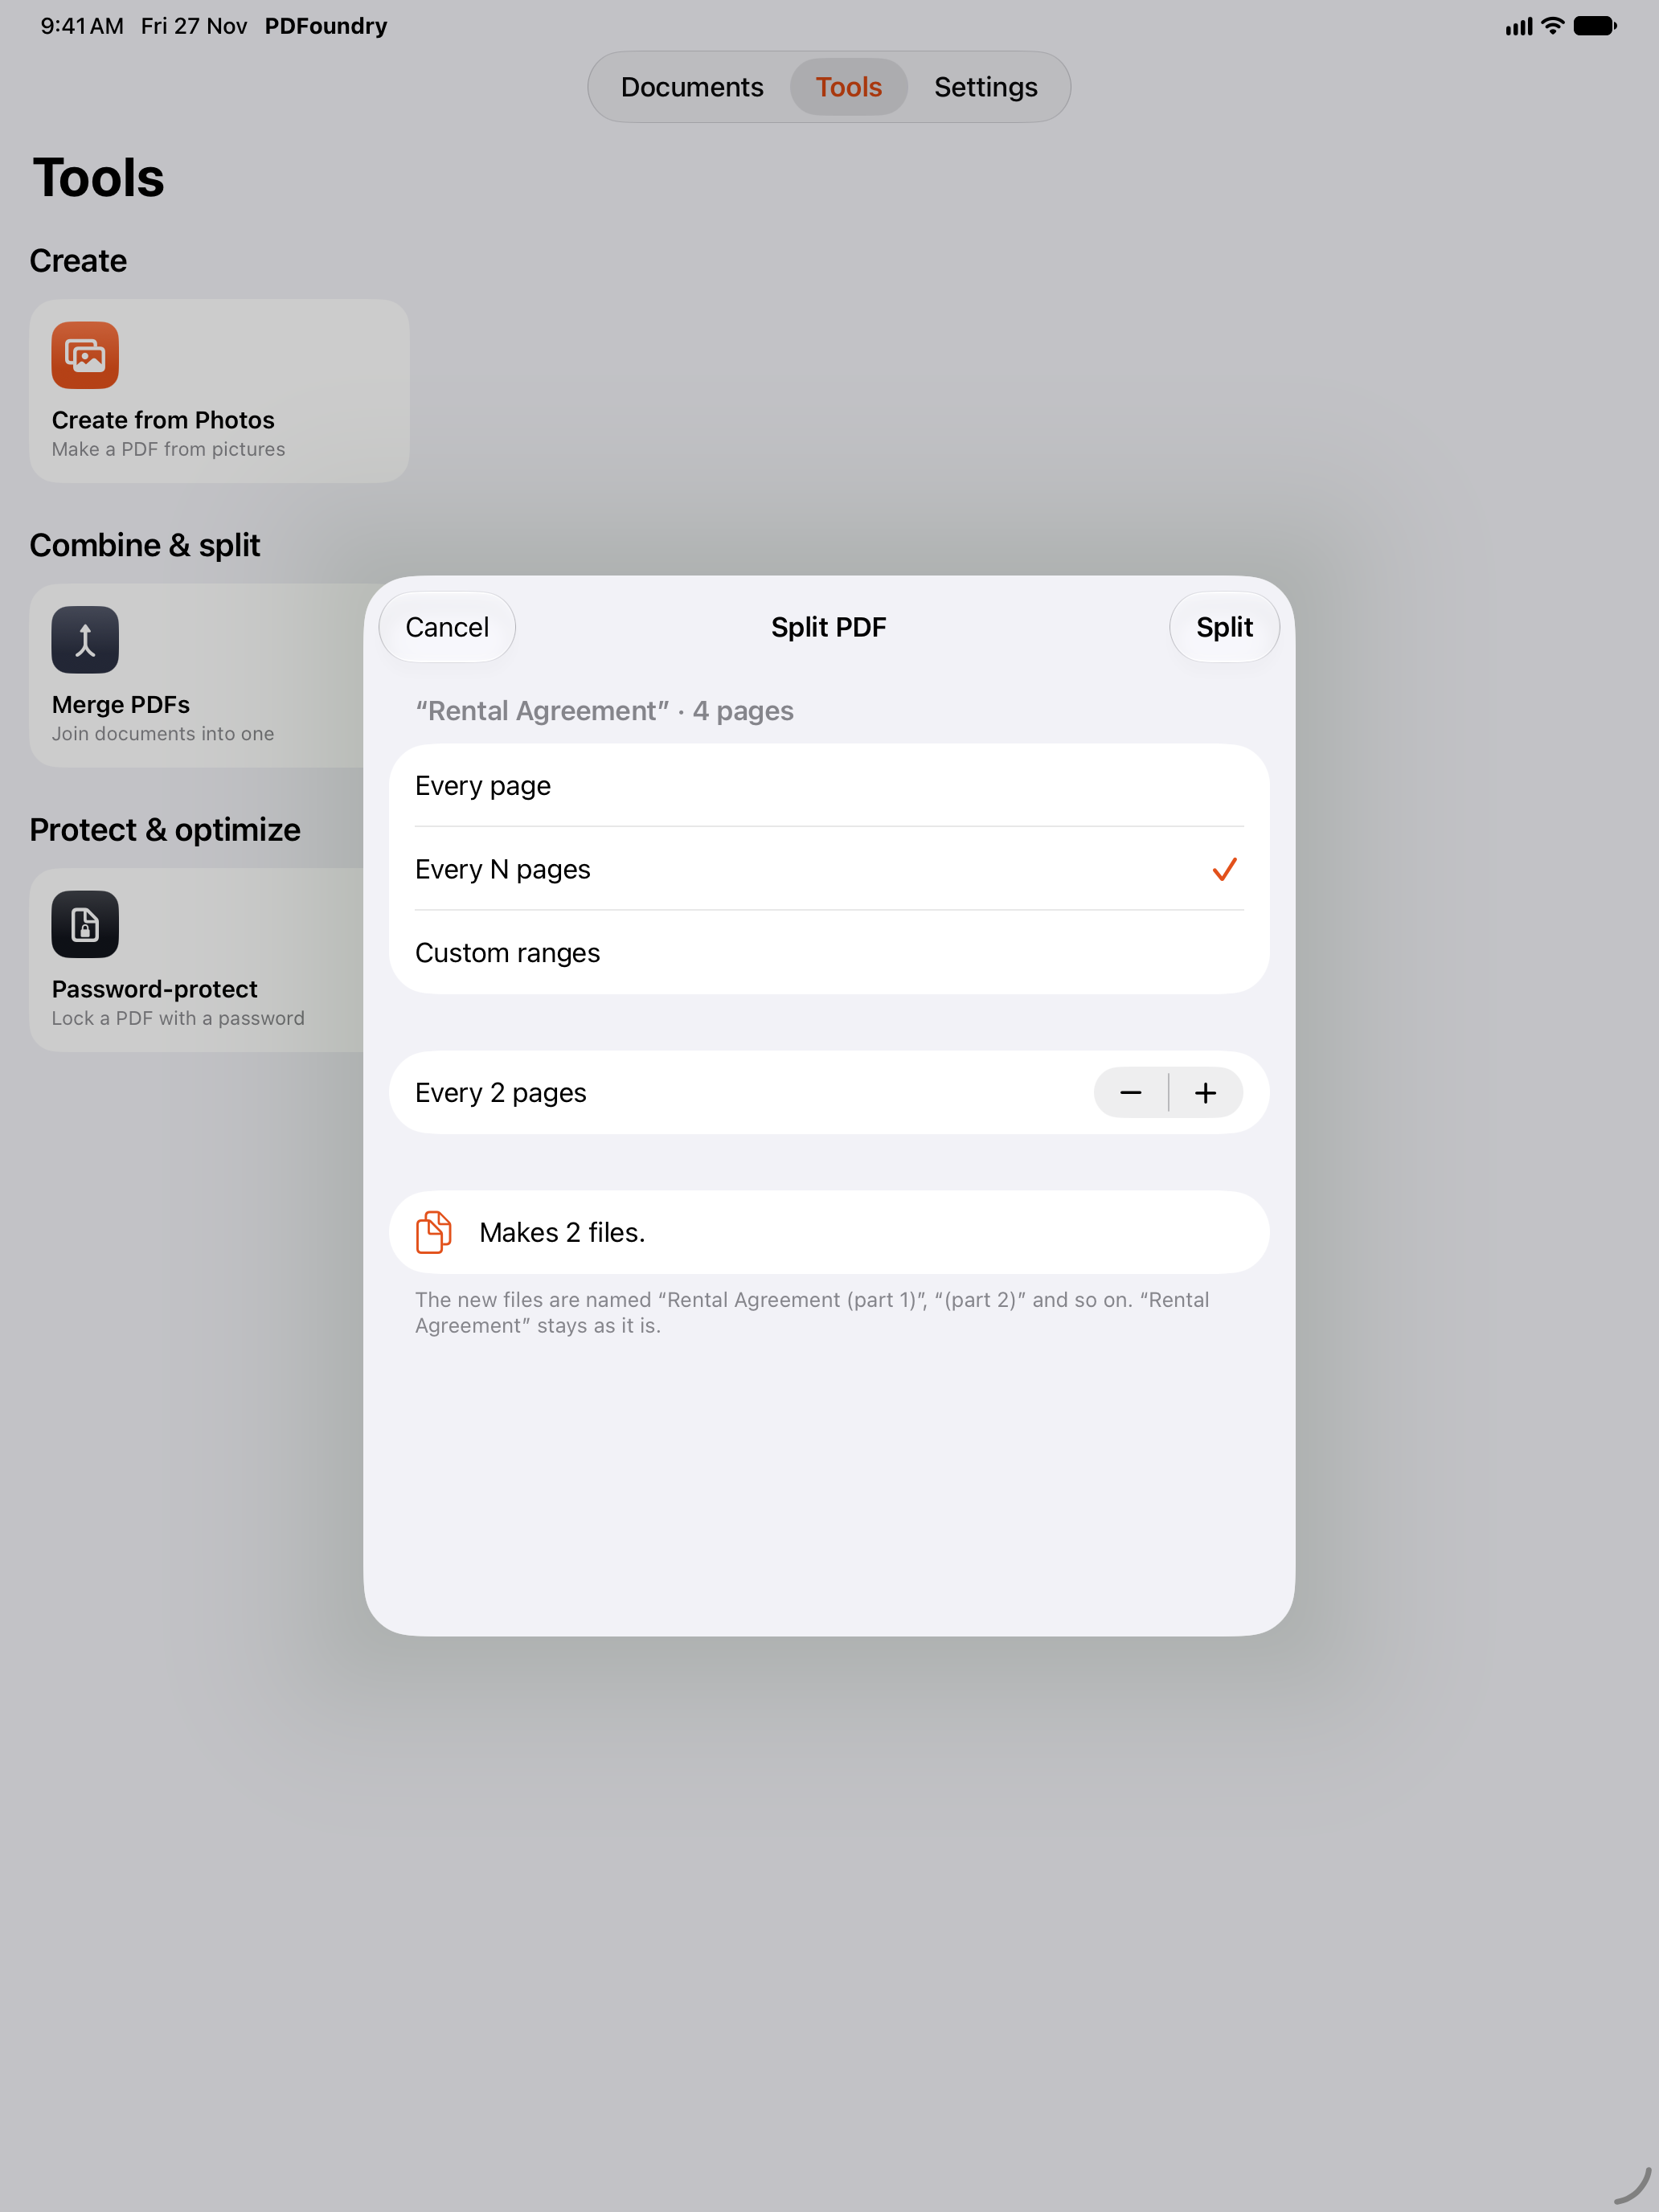 9:41 AM Fri 27 Nov PDFoundry
Documents Tools Settings
Tools
Create
Create from Photos
Make a PDF from pictures
Combine & split
Merge PDFs
Join documents into one
Protect & optimize
Password-protect
Lock a PDF with a password
Cancel Split PDF Split
“Rental Agreement” · 4 pages
Every page
Every N pages
Custom ranges
Every 2 pages
Makes 2 files.
The new files are named “Rental Agreement (part 1)”, “(part 2)” and so on. “Rental
Agreement” stays as it is.